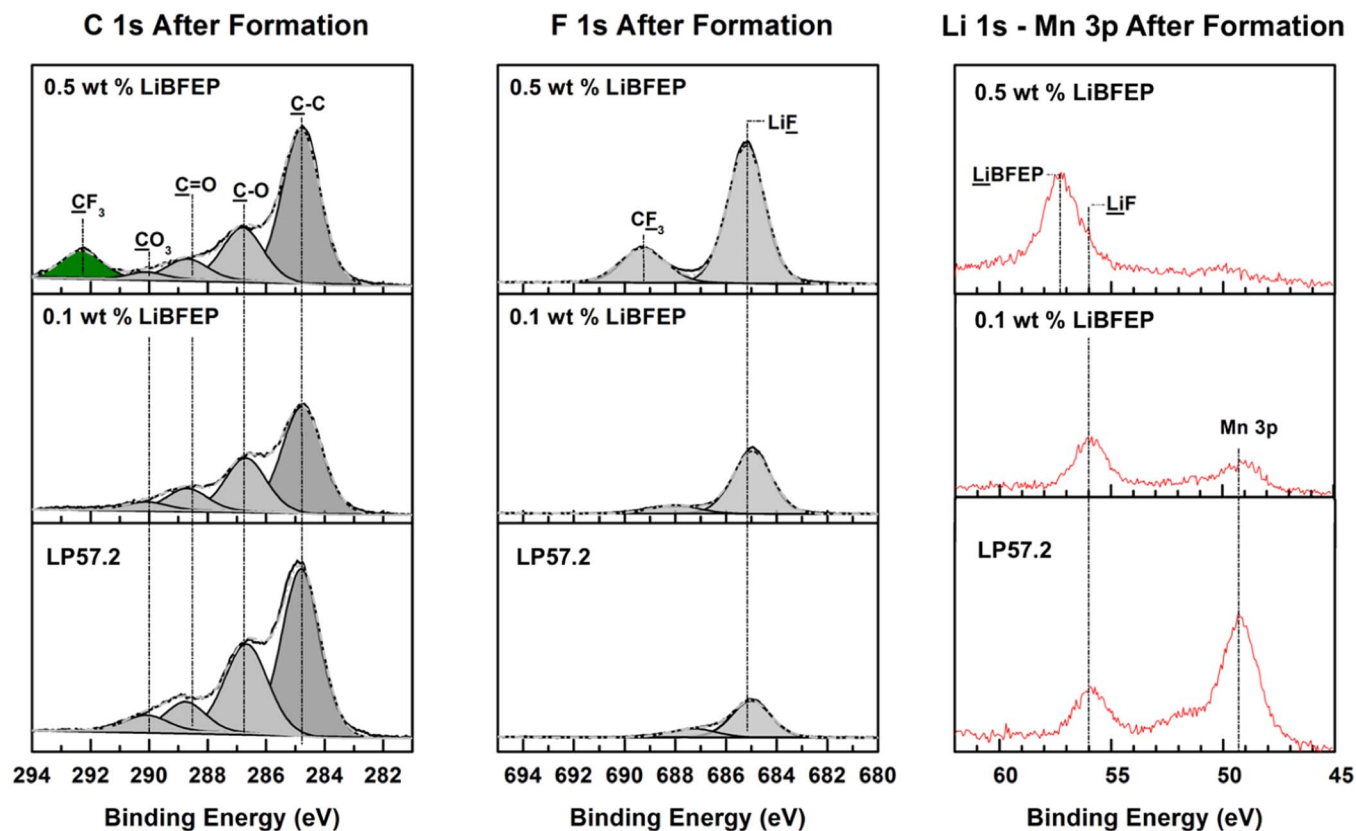 C 1s After Formation
0.5 wt % LiBFEP
C-C
C=O
C-O
CF3
CO3
0.1 wt % LiBFEP
LP57.2
294 292 290 288 286 284 282
Binding Energy (eV)
F 1s After Formation
0.5 wt % LiBFEP
LiF
CF3
0.1 wt % LiBFEP
LP57.2
694 692 690 688 686 684 682 680
Binding Energy (eV)
Li 1s - Mn 3p After Formation
0.5 wt % LiBFEP
LiBFEP
LiF
0.1 wt % LiBFEP
Mn 3p
LP57.2
60 55 50 45
Binding Energy (eV)